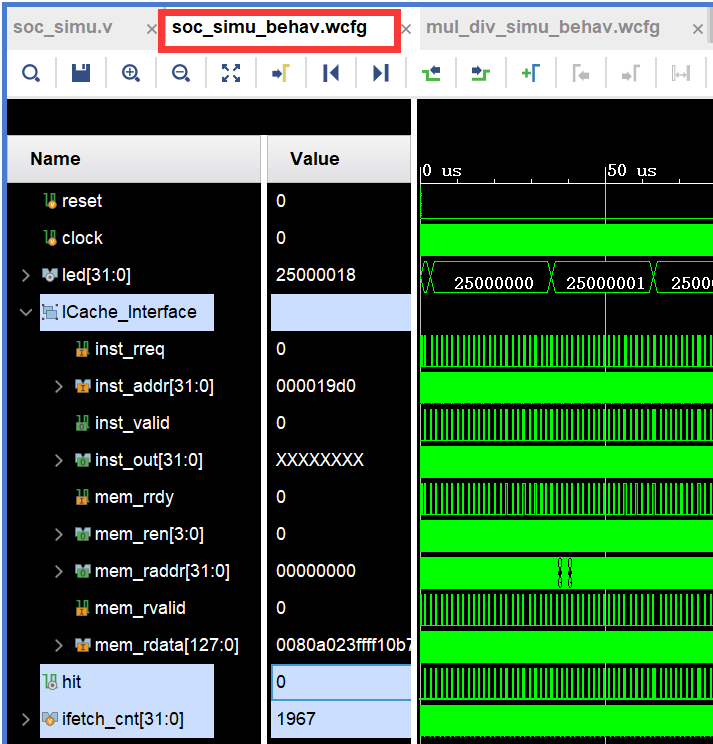 soc_simu.v × soc_simu_behav.wcfg × mul_div_simu_behav.wcfg ×
Name Value
0 us 50 us
reset 0
clock 0
led[31:0] 25000018 25000000 25000001 2500
ICache_Interface
inst_rreq 0
inst_addr[31:0] 000019d0
inst_valid 0
inst_out[31:0] XXXXXXXX
mem_rrdy 0
mem_ren[3:0] 0
mem_raddr[31:0] 00000000
mem_rvalid 0
mem_rdata[127:0] 0080a023ffff10b7
hit 0
ifetch_cnt[31:0] 1967